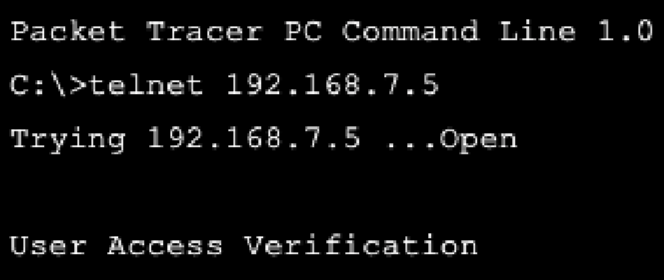 Packet Tracer PC Command Line 1.0
C:\>telnet 192.168.7.5
Trying 192.168.7.5 ...Open
User Access Verification